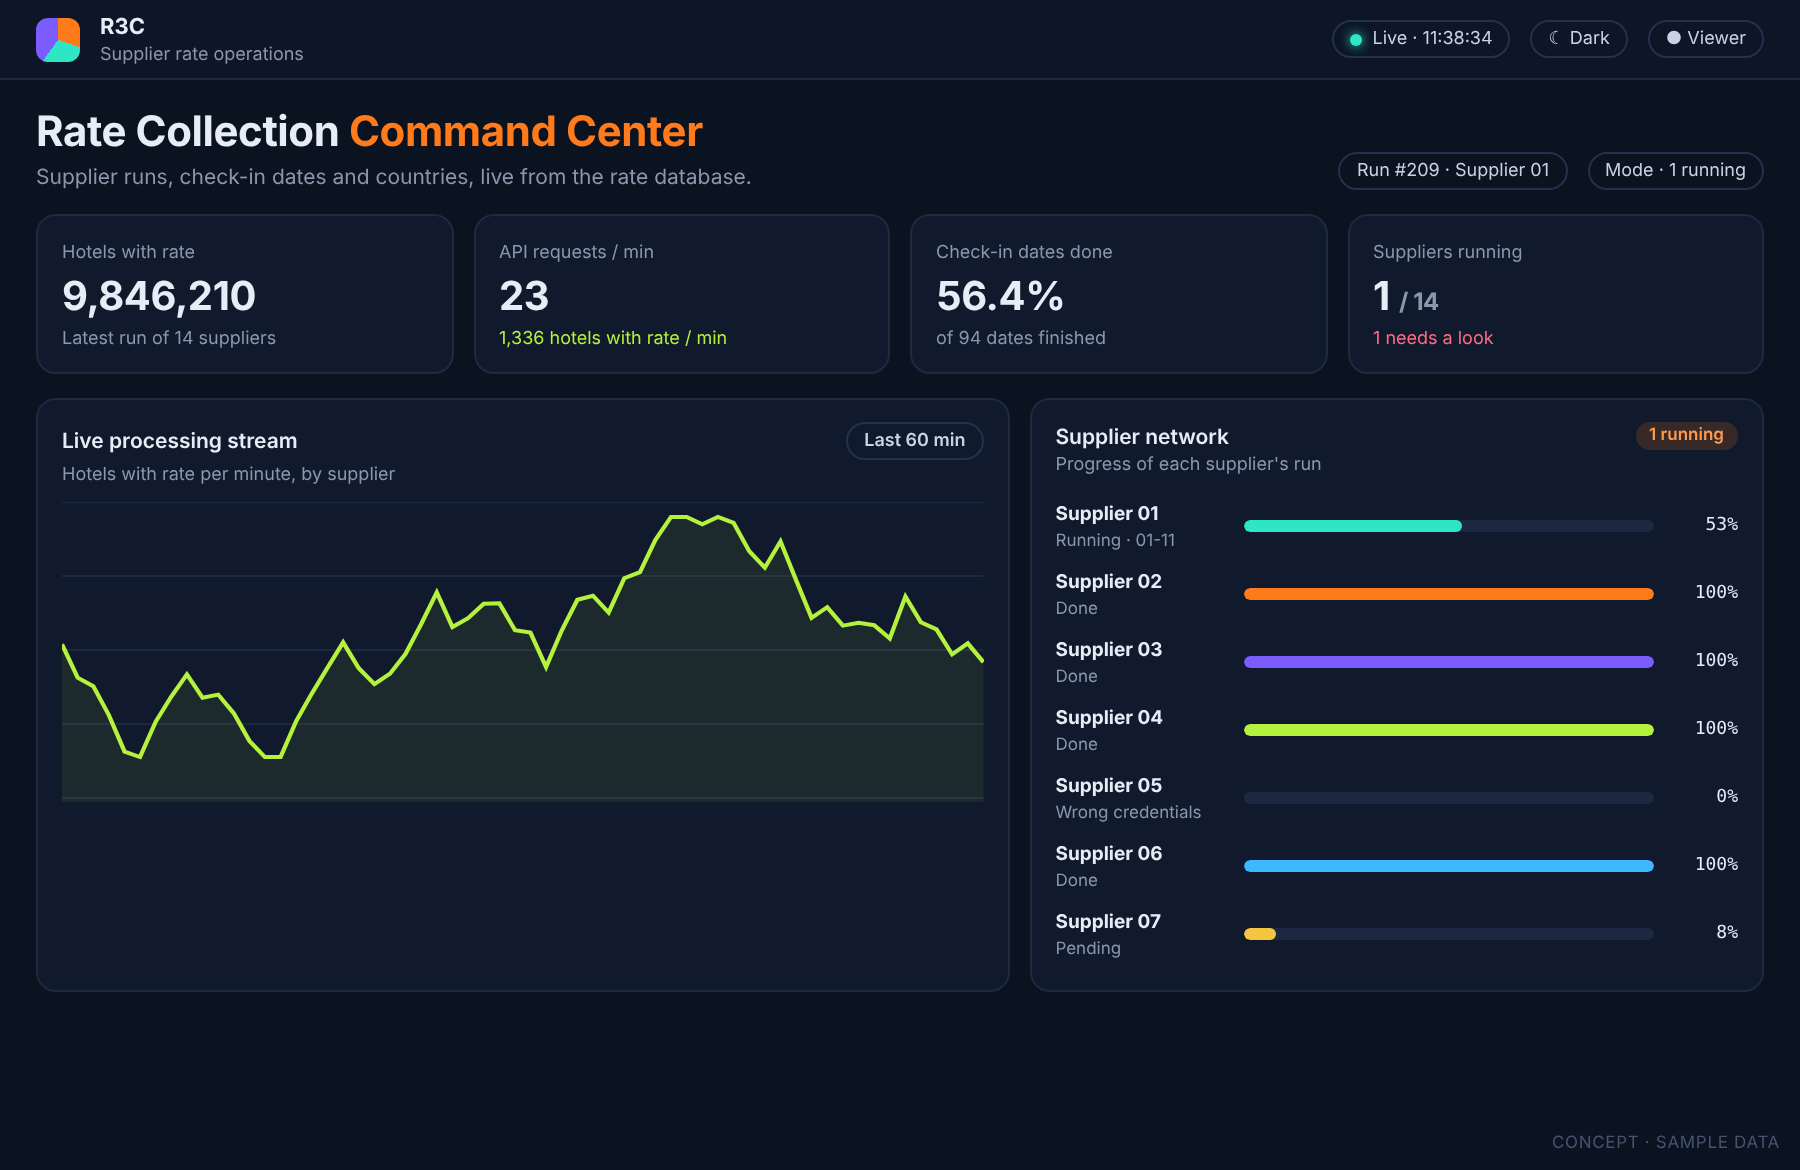 R3C
Supplier rate operations
Live · 11:38:34
☾ Dark
● Viewer
Rate Collection Command Center
Supplier runs, check-in dates and countries, live from the rate database.
Run #209 · Supplier 01
Mode · 1 running
Hotels with rate
9,846,210
Latest run of 14 suppliers
API requests / min
23
1,336 hotels with rate / min
Check-in dates done
56.4%
of 94 dates finished
Suppliers running
1 / 14
1 needs a look
Live processing stream
Last 60 min
Hotels with rate per minute, by supplier
Supplier network
1 running
Progress of each supplier's run
Supplier 01
Running · 01-11
53%
Supplier 02
Done
100%
Supplier 03
Done
100%
Supplier 04
Done
100%
Supplier 05
Wrong credentials
0%
Supplier 06
Done
100%
Supplier 07
Pending
8%
CONCEPT · SAMPLE DATA